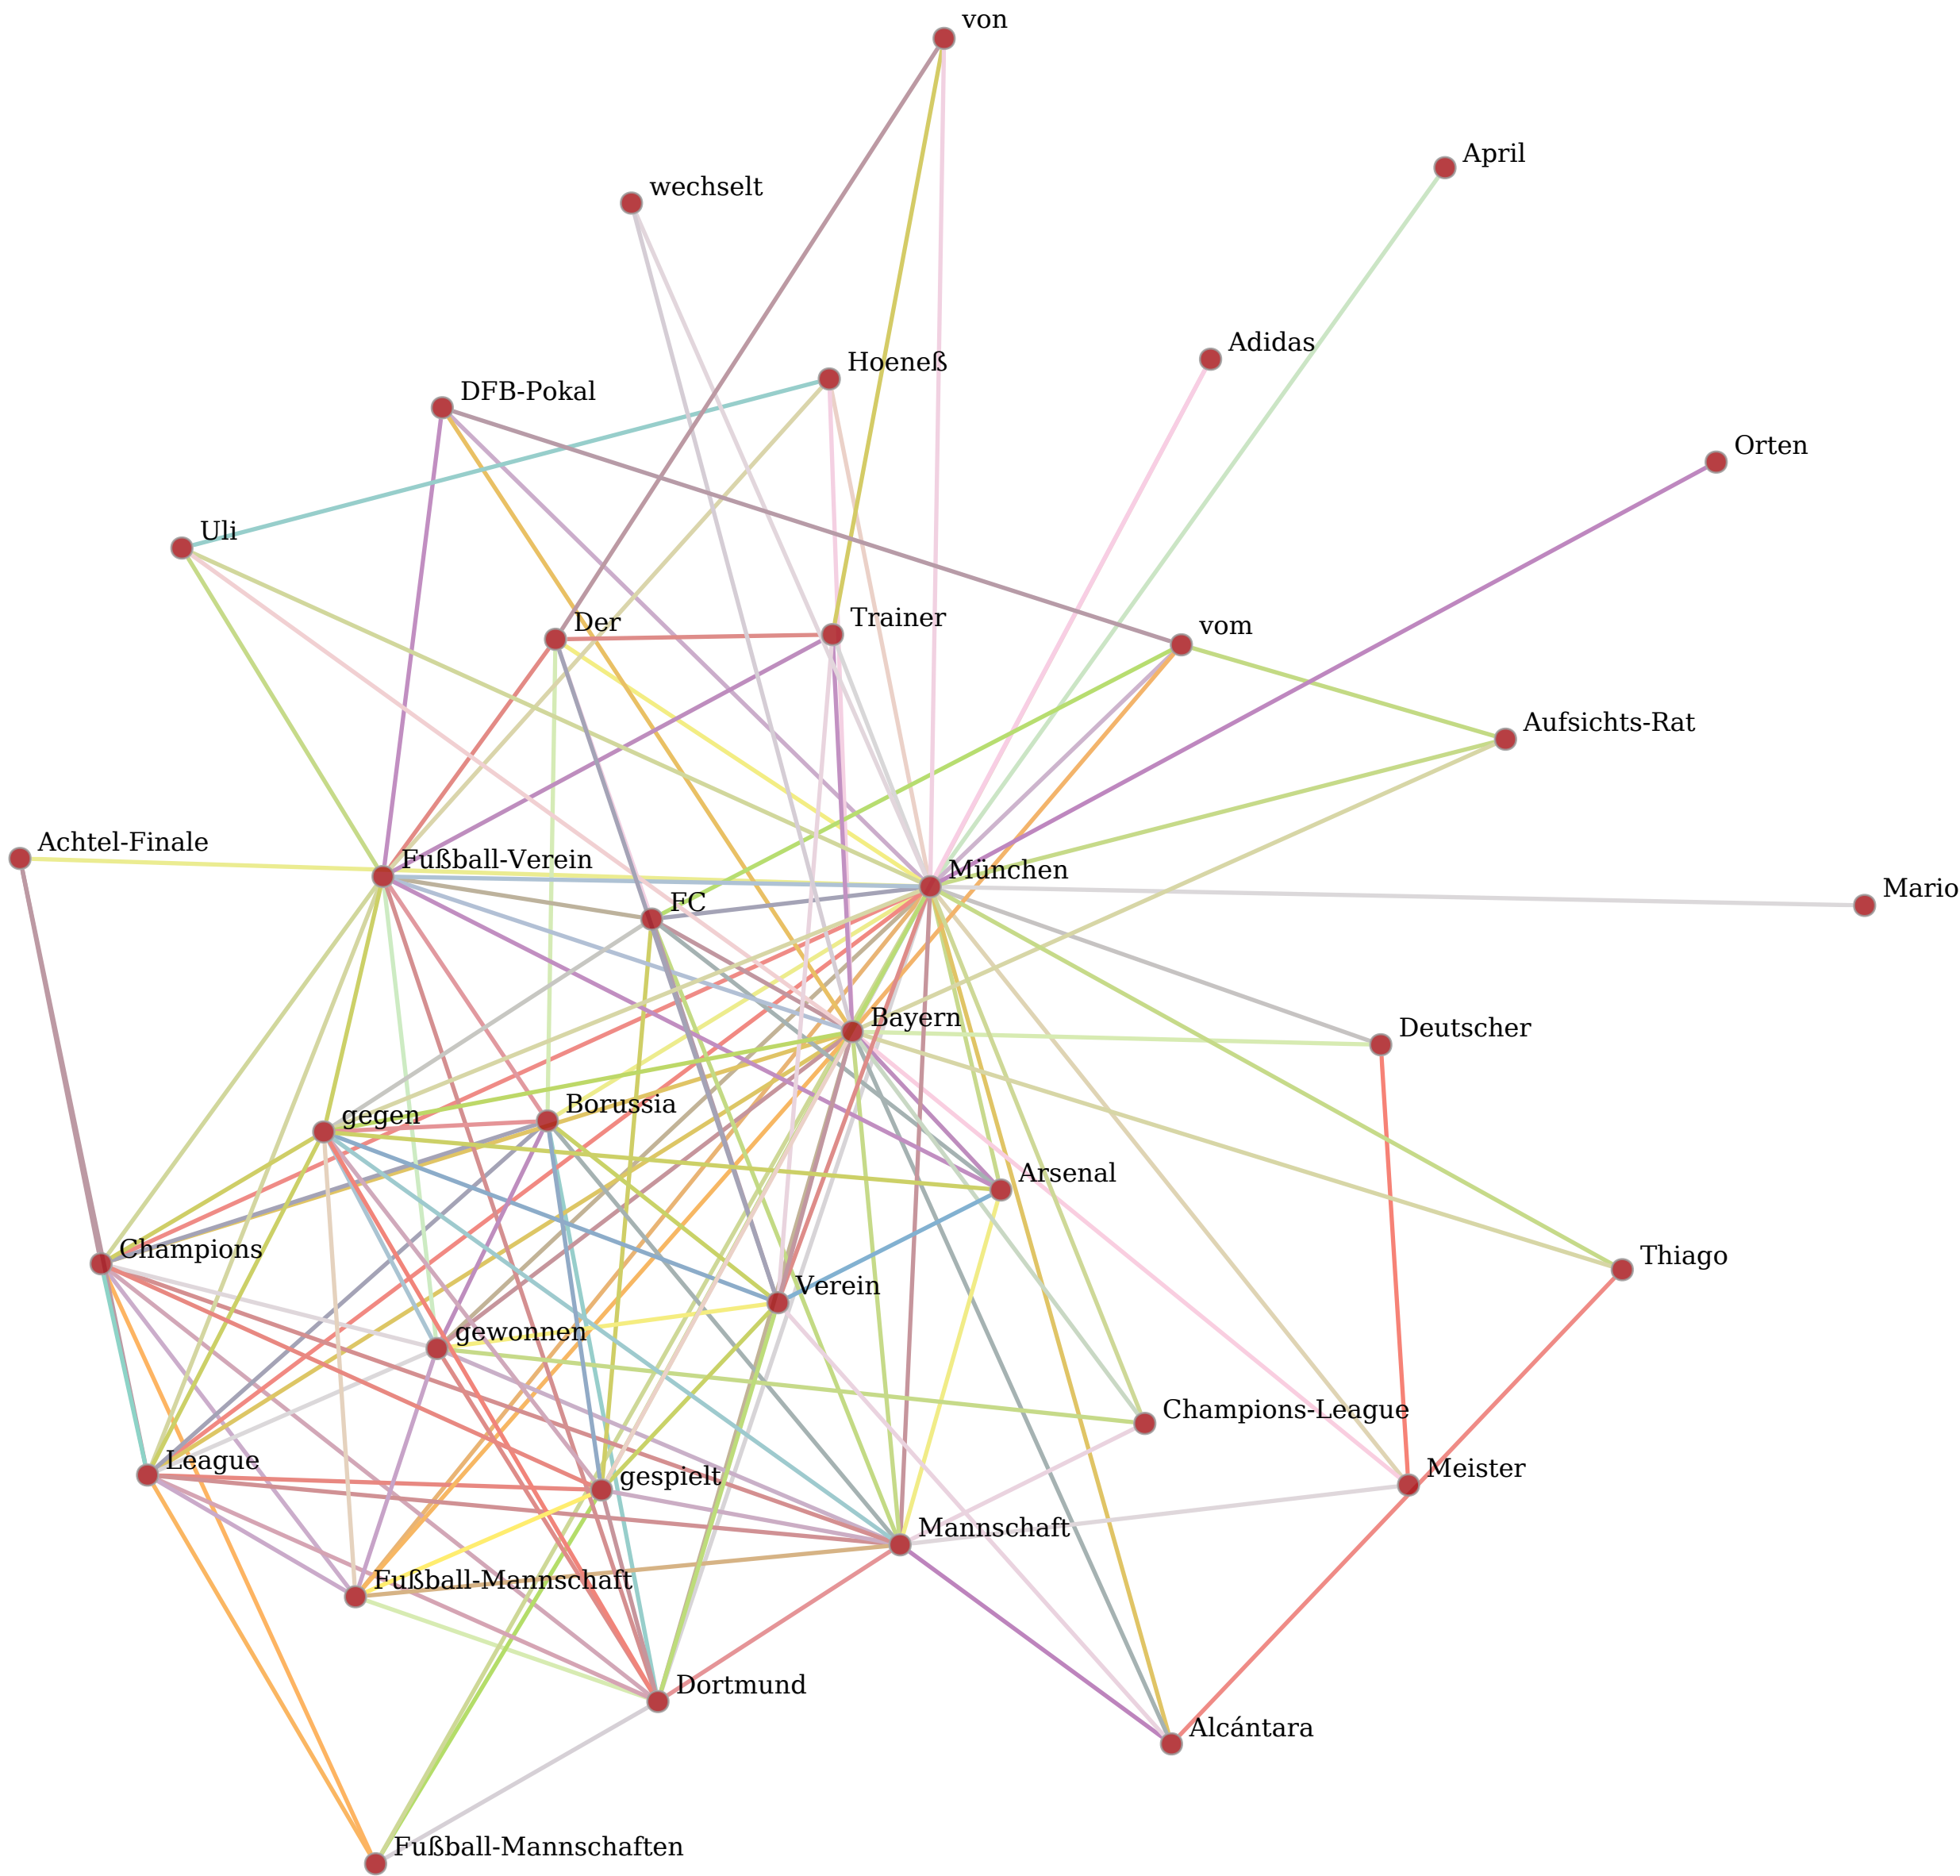 von
April
wechselt
Adidas
Hoeneß
DFB-Pokal
Orten
Uli
Trainer
Der
vom
Aufsichts-Rat
Achtel-Finale
Fußball-Verein
München
Mario
FC
Bayern
Deutscher
Borussia
gegen
Arsenal
Champions
Thiago
Verein
gewonnen
Champions-League
League
Meister
gespielt
Mannschaft
Fußball-Mannschaft
Dortmund
Alcántara
Fußball-Mannschaften